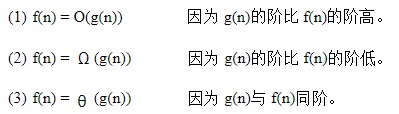 (1) f(n) = O(g(n)) 因为 g(n)的阶比 f(n)的阶高。
(2) f(n) = Ω(g(n)) 因为 g(n)的阶比 f(n)的阶低。
(3) f(n) = θ(g(n)) 因为 g(n)与 f(n)同阶。